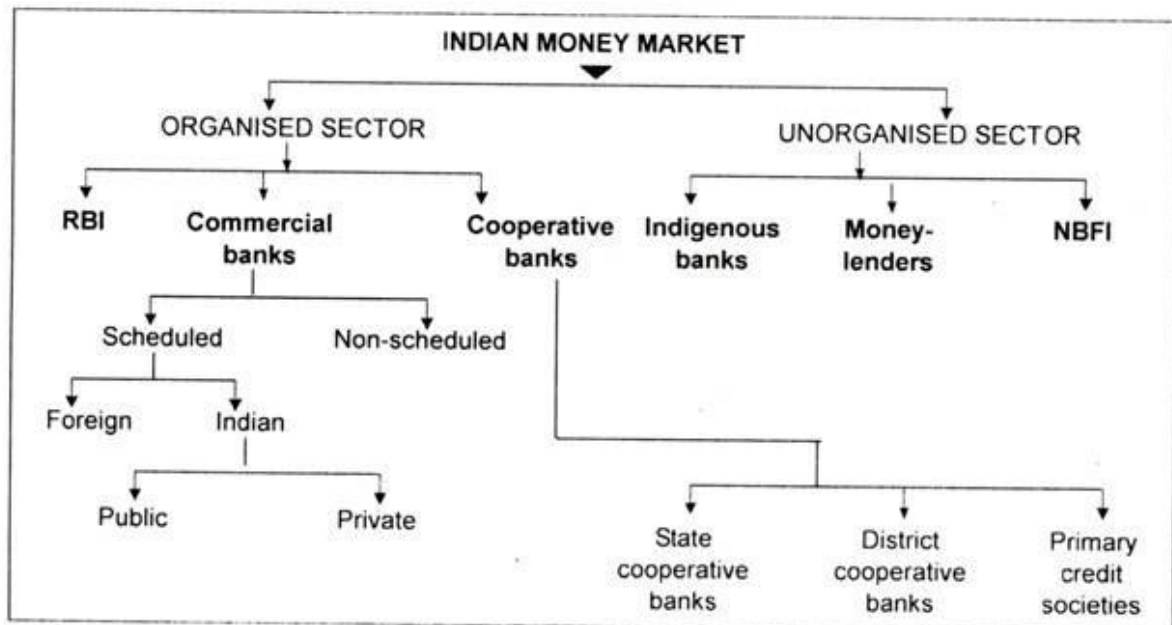 INDIAN MONEY MARKET
ORGANISED SECTOR
UNORGANISED SECTOR
RBI
Commercial
banks
Cooperative
banks
Indigenous
banks
Money-
lenders
NBFI
Scheduled
Non-scheduled
Foreign
Indian
Public
Private
State
cooperative
banks
District
cooperative
banks
Primary
credit
societies